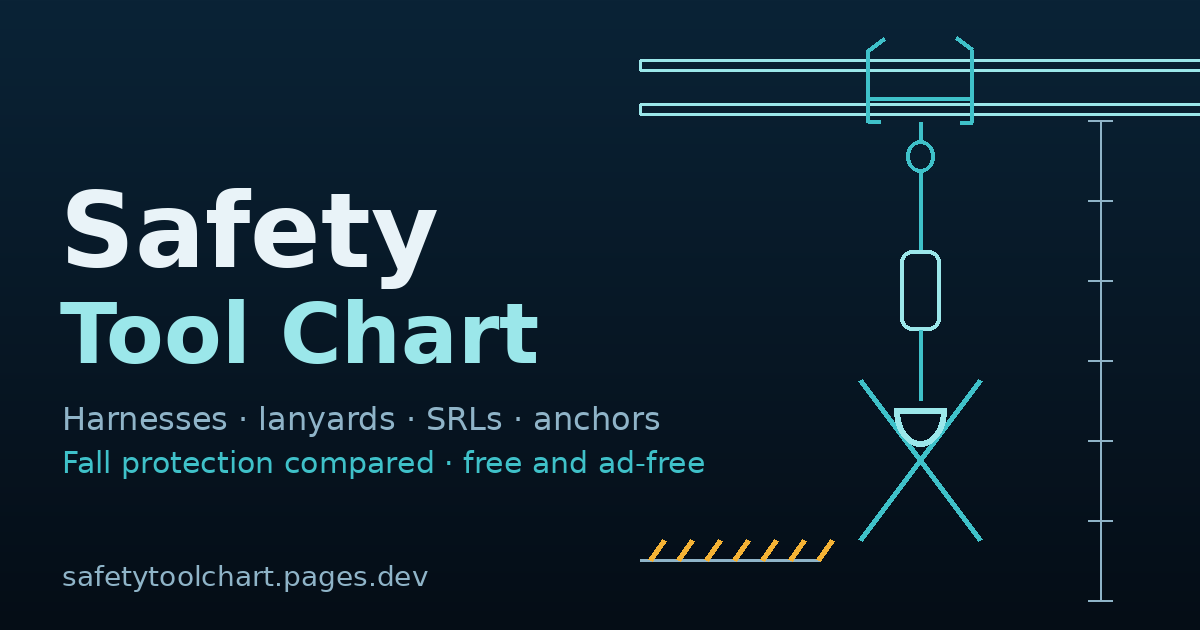 Safety
Tool Chart
Harnesses · lanyards · SRLs · anchors
Fall protection compared · free and ad-free
safetytoolchart.pages.dev